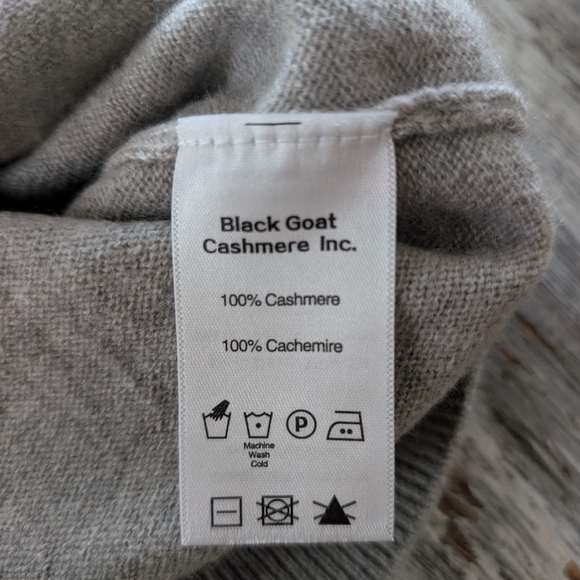 Black Goat
Cashmere Inc.
100% Cashmere
100% Cachemire
P
Machine
Wash
Cold